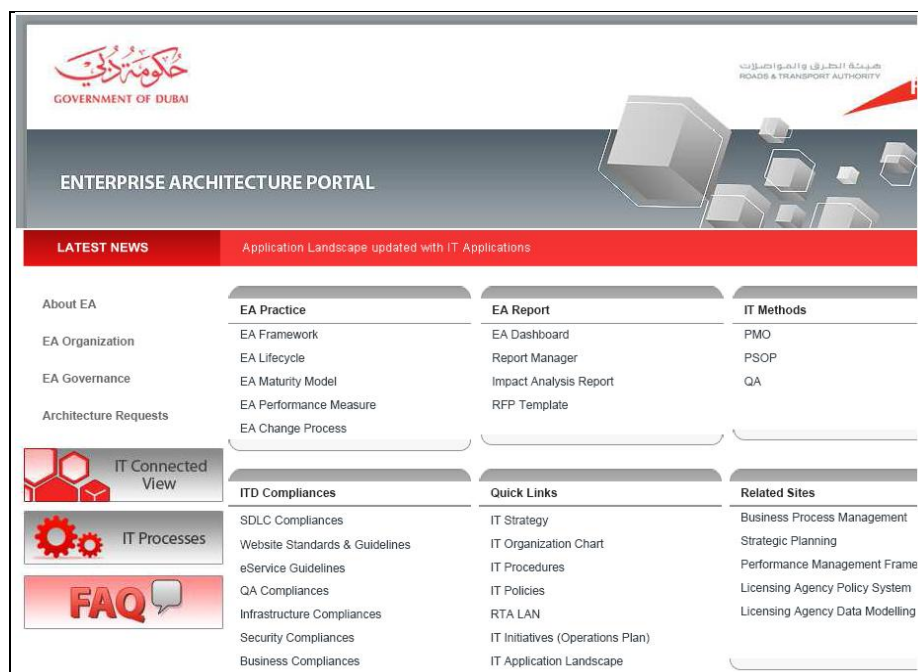 حكومة دبي
GOVERNMENT OF DUBAI
هيئة الطرق والمواصلات
ROADS & TRANSPORT AUTHORITY
ENTERPRISE ARCHITECTURE PORTAL
LATEST NEWS
Application Landscape updated with IT Applications
About EA
EA Organization
EA Governance
Architecture Requests
IT Connected
View
IT Processes
FAQ
EA Practice
EA Framework
EA Lifecycle
EA Maturity Model
EA Performance Measure
EA Change Process
EA Report
EA Dashboard
Report Manager
Impact Analysis Report
RFP Template
IT Methods
PMO
PSOP
QA
ITD Compliances
SDLC Compliances
Website Standards & Guidelines
eService Guidelines
QA Compliances
Infrastructure Compliances
Security Compliances
Business Compliances
Quick Links
IT Strategy
IT Organization Chart
IT Procedures
IT Policies
RTA LAN
IT Initiatives (Operations Plan)
IT Application Landscape
Related Sites
Business Process Management
Strategic Planning
Performance Management Frame
Licensing Agency Policy System
Licensing Agency Data Modelling